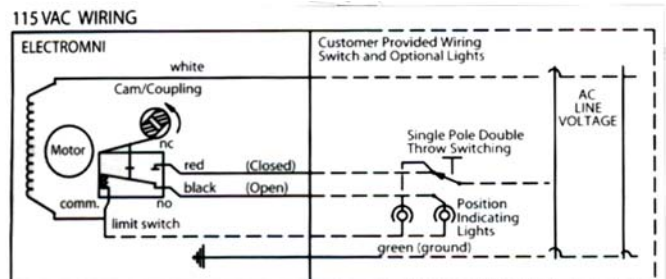 115 VAC WIRING
ELECTROMNI
Customer Provided Wiring
Switch and Optional Lights
white
Cam/Coupling
AC
LINE
VOLTAGE
Motor
nc
Single Pole Double
Throw Switching
red (Closed)
black (Open)
comm.
no
Position
Indicating
Lights
limit switch
green (ground)